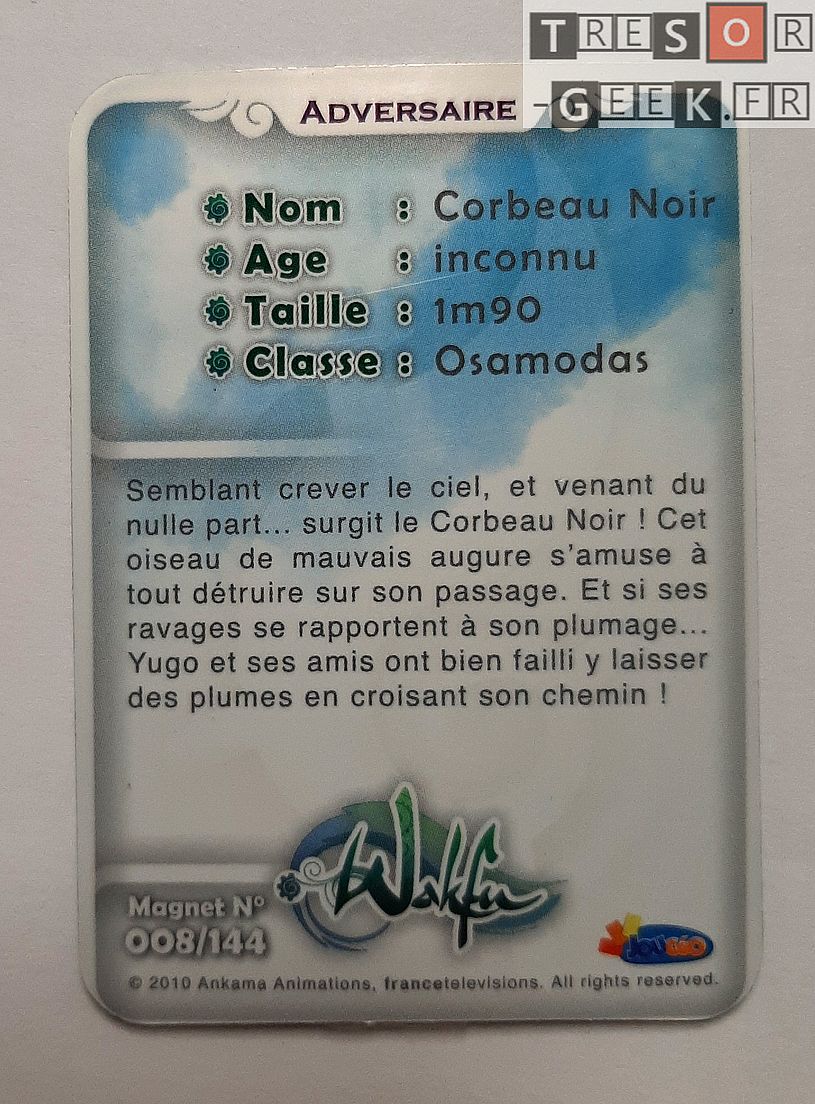 TRESOR
GEEK.FR
ADVERSAIRE -
Nom : Corbeau Noir
Age : inconnu
Taille : 1m90
Classe : Osamodas
Semblant crever le ciel, et venant du
nulle part... surgit le Corbeau Noir ! Cet
oiseau de mauvais augure s'amuse à
tout détruire sur son passage. Et si ses
ravages se rapportent à son plumage...
Yugo et ses amis ont bien failli y laisser
des plumes en croisant son chemin !
Wakfu
Magnet N°
008/144
JOUÉCO
© 2010 Ankama Animations, francetelevisions. All rights reserved.